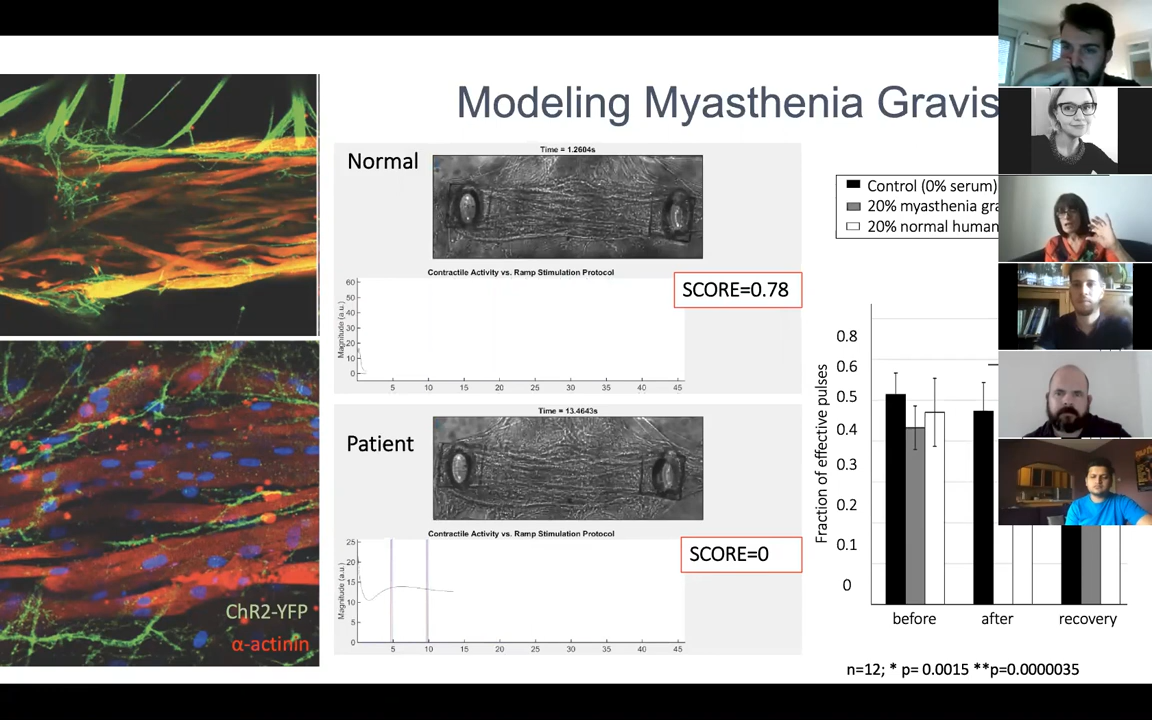 Modeling Myasthenia Gravis
Normal
Time = 1.2604s
Contractile Activity vs. Ramp Stimulation Protocol
Magnitude (a.u.)
60
50
40
30
20
10
0
5 10 15 20 25 30 35 40 45
SCORE=0.78
Patient
Time = 13.4643s
Contractile Activity vs. Ramp Stimulation Protocol
Magnitude (a.u.)
25
20
15
10
5
0
5 10 15 20 25 30 35 40 45
SCORE=0
ChR2-YFP
α-actinin
Control (0% serum)
20% myasthenia gra
20% normal human
Fraction of effective pulses
0.8
0.6
0.5
0.4
0.3
0.2
0.1
0
before after recovery
n=12; * p= 0.0015 **p=0.0000035